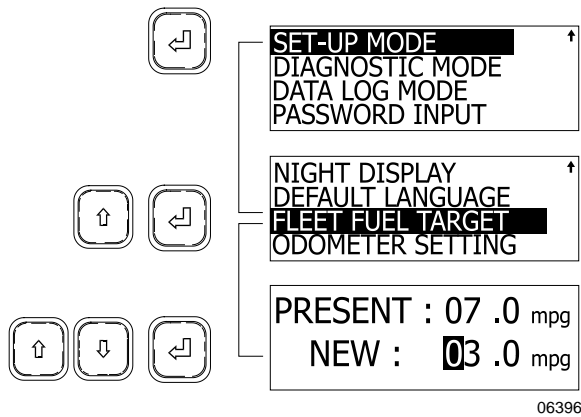 SET-UP MODE
DIAGNOSTIC MODE
DATA LOG MODE
PASSWORD INPUT
NIGHT DISPLAY
DEFAULT LANGUAGE
FLEET FUEL TARGET
ODOMETER SETTING
PRESENT : 07 .0 mpg
NEW : 03 .0 mpg
06396